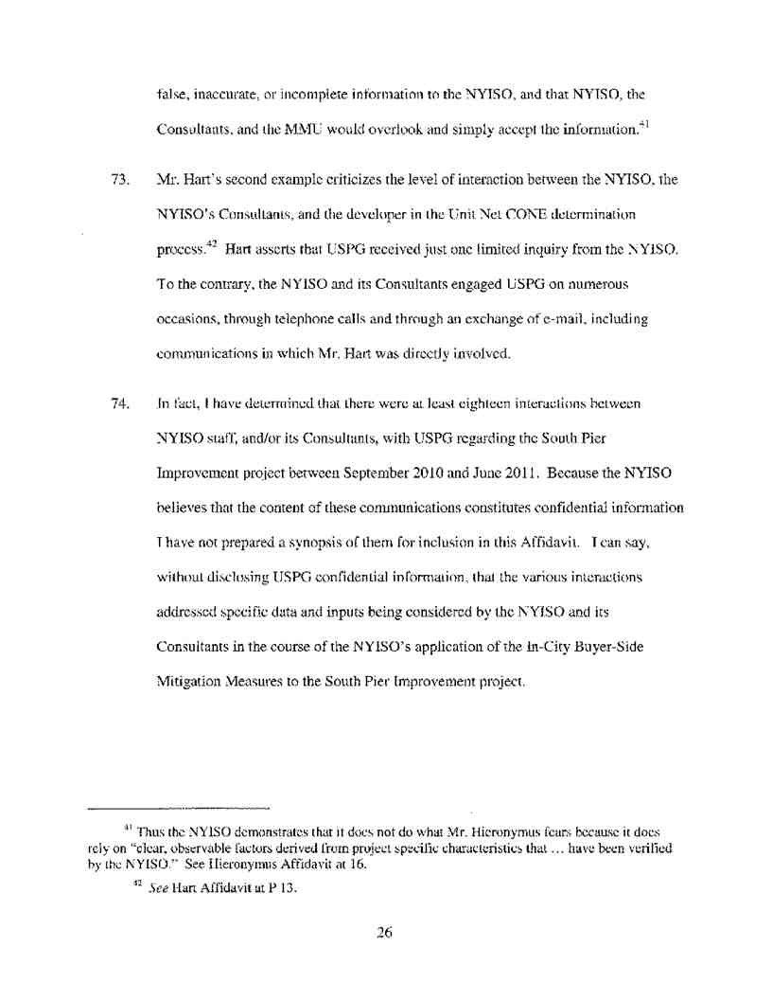 false, inaccurate, or incomplete information to the NYISO, and that NYISO, the
Consultants, and the MMU would overlook and simply accept the information.41
73. Mr. Hart's second example criticizes the level of interaction between the NYISO, the
NYISO's Consultants, and the developer in the Unit Net CONE determination
process.42 Hart asserts that USPG received just one limited inquiry from the NYISO.
To the contrary, the NYISO and its Consultants engaged USPG on numerous
occasions, through telephone calls and through an exchange of e-mail, including
communications in which Mr. Hart was directly involved.
74. In fact, I have determined that there were at least eighteen interactions between
NYISO staff, and/or its Consultants, with USPG regarding the South Pier
Improvement project between September 2010 and June 2011. Because the NYISO
believes that the content of these communications constitutes confidential information
I have not prepared a synopsis of them for inclusion in this Affidavit. I can say,
without disclosing USPG confidential information, that the various interactions
addressed specific data and inputs being considered by the NYISO and its
Consultants in the course of the NYISO's application of the In-City Buyer-Side
Mitigation Measures to the South Pier Improvement project.
41 Thus the NYISO demonstrates that it does not do what Mr. Hieronymus fears because it does
rely on "clear, observable factors derived from project specific characteristics that ... have been verified
by the NYISO." See Hieronymus Affidavit at 16.
42 See Hart Affidavit at P 13.
26